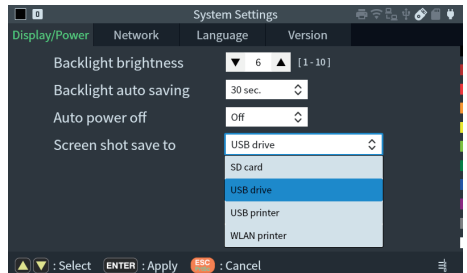 0 System Settings
Display/Power Network Language Version
Backlight brightness ▼ 6 ▲ [1-10]
Backlight auto saving 30 sec.
Auto power off Off
Screen shot save to USB drive
SD card
USB drive
USB printer
WLAN printer
▲ ▼ : Select ENTER : Apply ESC : Cancel